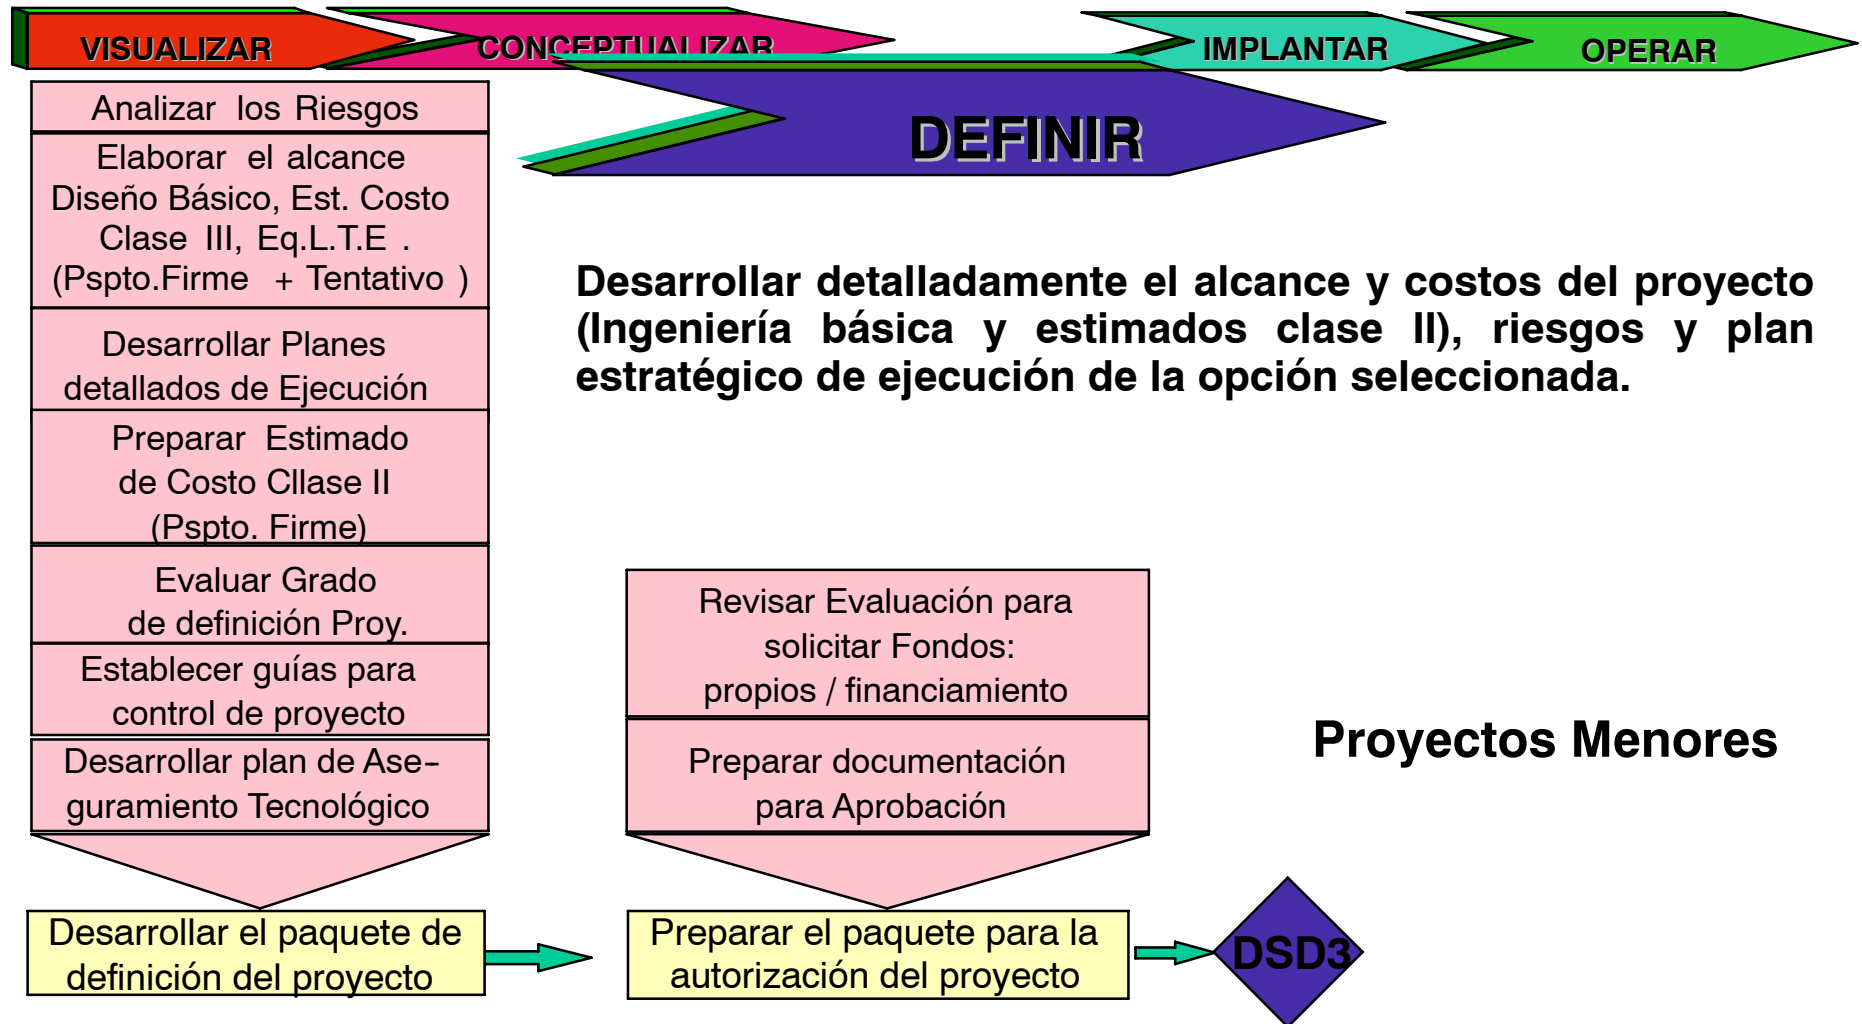 VISUALIZAR
CONCEPTUALIZAR
IMPLANTAR
OPERAR
DEFINIR
Analizar los Riesgos
Elaborar el alcance
Diseño Básico, Est. Costo
Clase III, Eq.L.T.E .
(Pspto.Firme + Tentativo )
Desarrollar Planes
detallados de Ejecución
Preparar Estimado
de Costo Cllase II
(Pspto. Firme)
Evaluar Grado
de definición Proy.
Establecer guías para
control de proyecto
Desarrollar plan de Ase-
guramiento Tecnológico
Desarrollar el paquete de
definición del proyecto
Desarrollar detalladamente el alcance y costos del proyecto
(Ingeniería básica y estimados clase II), riesgos y plan
estratégico de ejecución de la opción seleccionada.
Revisar Evaluación para
solicitar Fondos:
propios / financiamiento
Preparar documentación
para Aprobación
Preparar el paquete para la
autorización del proyecto
Proyectos Menores
DSD3